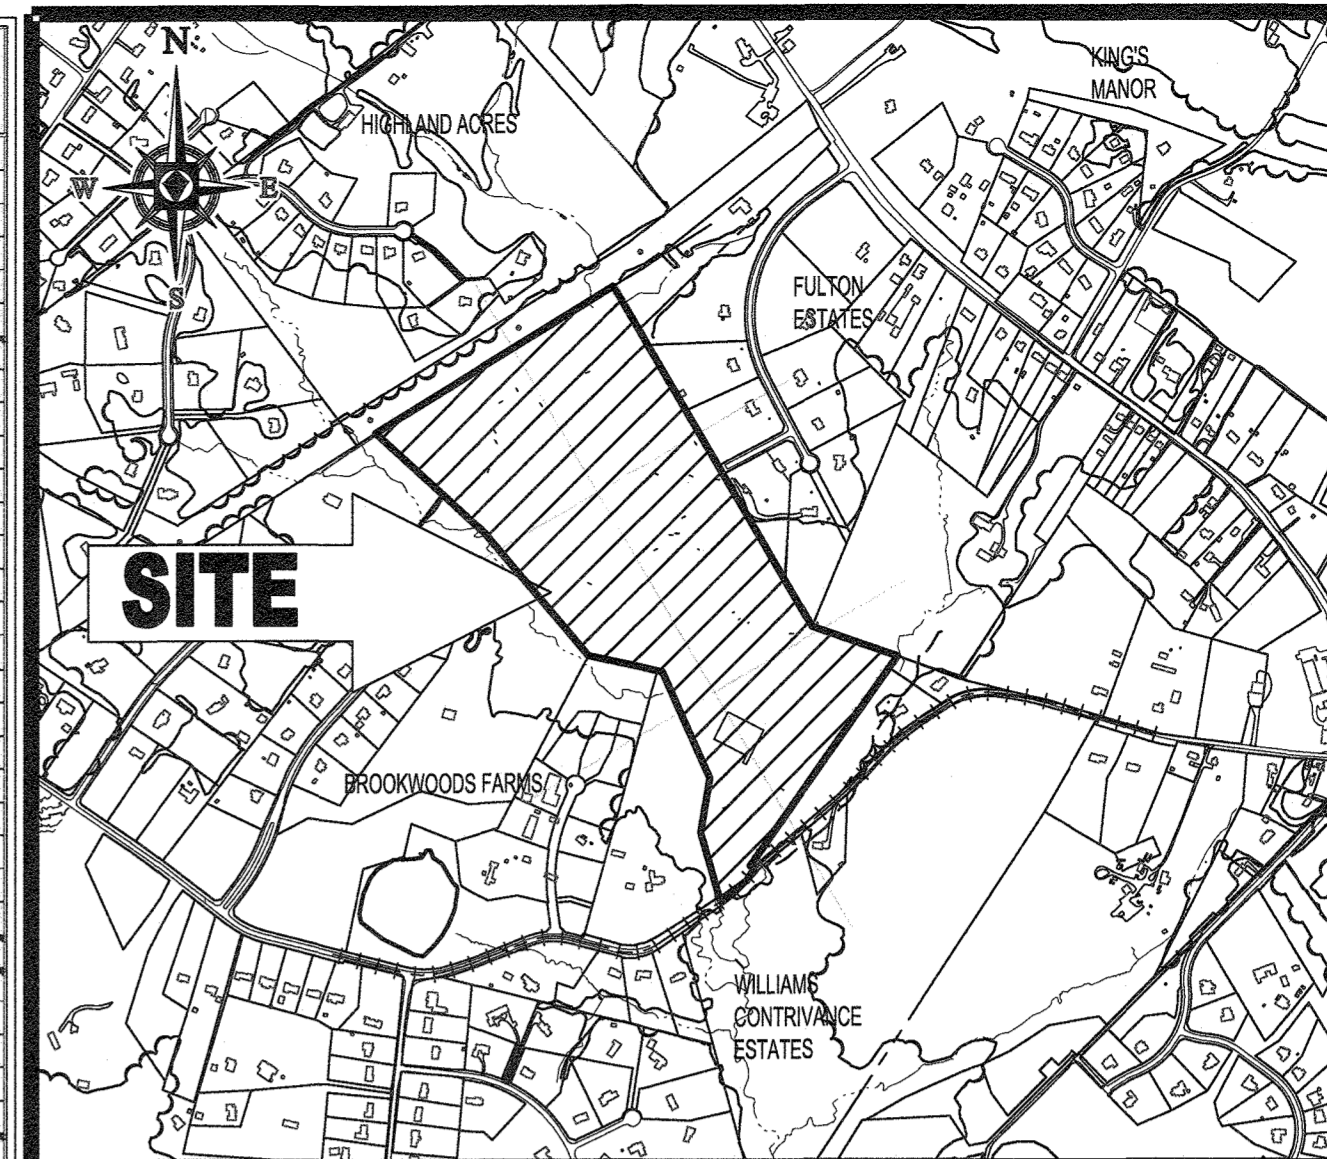 N
W
E
S
HIGHLAND ACRES
KING'S
MANOR
FULTON
ESTATES
SITE
BROOKWOODS FARMS
WILLIAMS
CONTRIVANCE
ESTATES